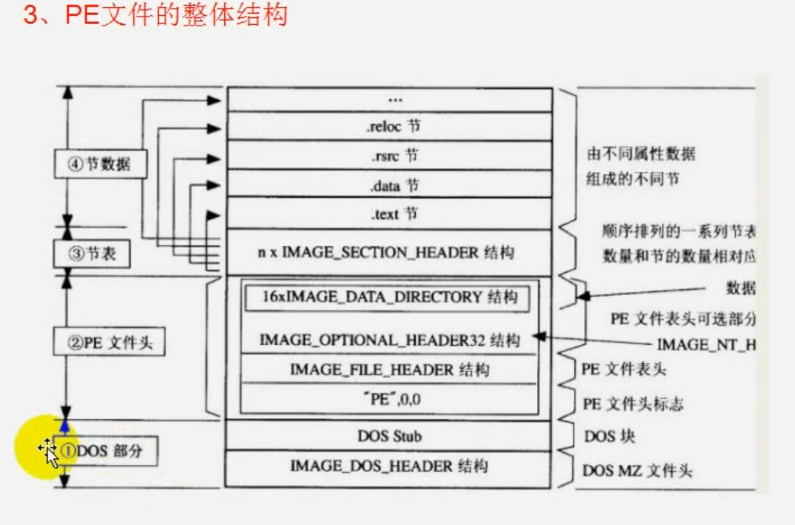 3、PE文件的整体结构
...
.reloc 节
.rsrc 节
.data 节
.text 节
n x IMAGE_SECTION_HEADER 结构
16xIMAGE_DATA_DIRECTORY 结构
IMAGE_OPTIONAL_HEADER32 结构
IMAGE_FILE_HEADER 结构
"PE",0,0
DOS Stub
IMAGE_DOS_HEADER 结构
④节数据
③节表
②PE 文件头
①DOS 部分
由不同属性数据
组成的不同节
顺序排列的一系列节表
数量和节的数量相对应
数据
PE 文件表头可选部分
IMAGE_NT_H
PE 文件表头
PE 文件头标志
DOS 块
DOS MZ 文件头